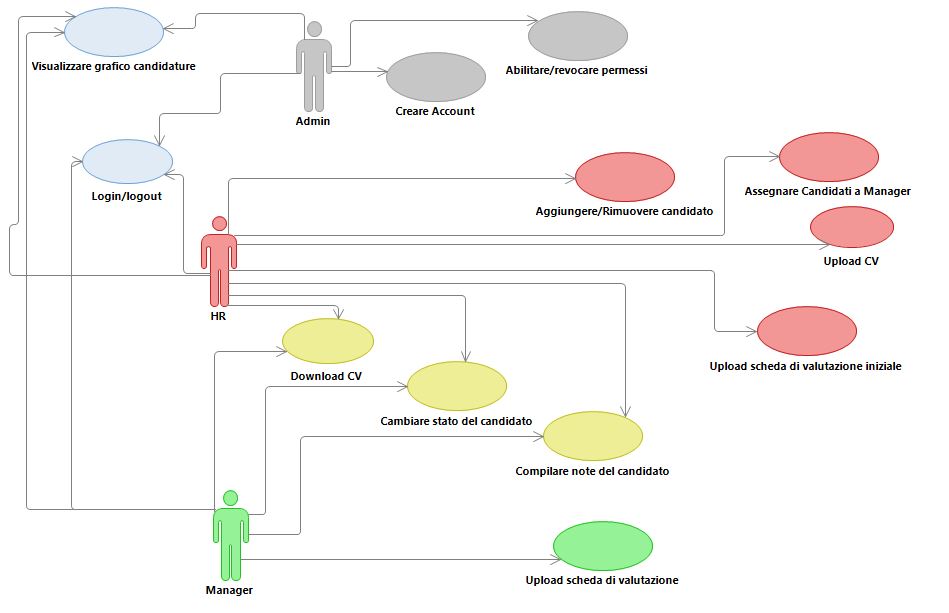 Visualizzare grafico candidature
Abilitare/revocare permessi
Creare Account
Admin
Login/logout
Assegnare Candidati a Manager
Aggiungere/Rimuovere candidato
Upload CV
HR
Upload scheda di valutazione iniziale
Download CV
Cambiare stato del candidato
Compilare note del candidato
Upload scheda di valutazione
Manager